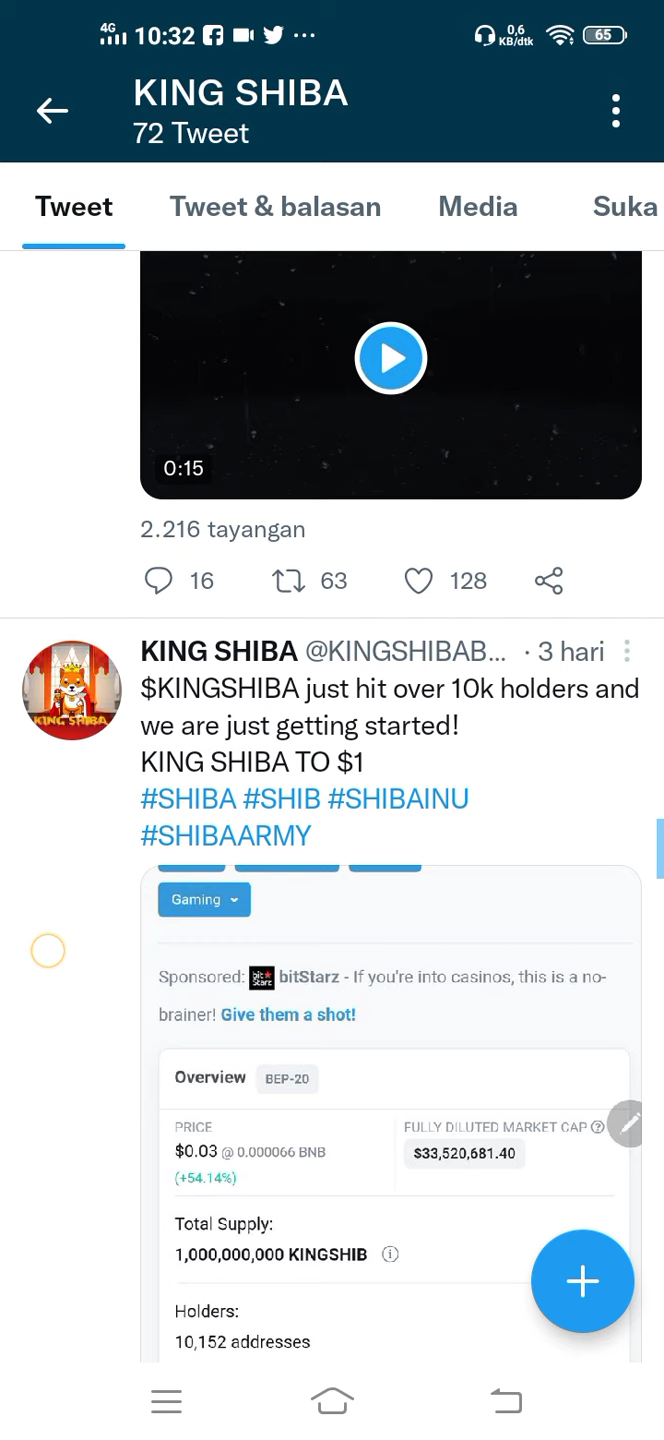 4G 10:32 0,6 KB/dtk 65
KING SHIBA
72 Tweet
Tweet Tweet & balasan Media Suka
0:15
2.216 tayangan
16 63 128
KING SHIBA @KINGSHIBAB... · 3 hari
$KINGSHIBA just hit over 10k holders and
we are just getting started!
KING SHIBA TO $1
#SHIBA #SHIB #SHIBAINU
#SHIBAARMY
KING SHIBA
Gaming
Sponsored: bitStarz bitStarz - If you're into casinos, this is a no-
brainer! Give them a shot!
Overview BEP-20
PRICE FULLY DILUTED MARKET CAP
$0.03 @ 0.000066 BNB $33,520,681.40
(+54.14%)
Total Supply:
1,000,000,000 KINGSHIB
Holders:
10,152 addresses